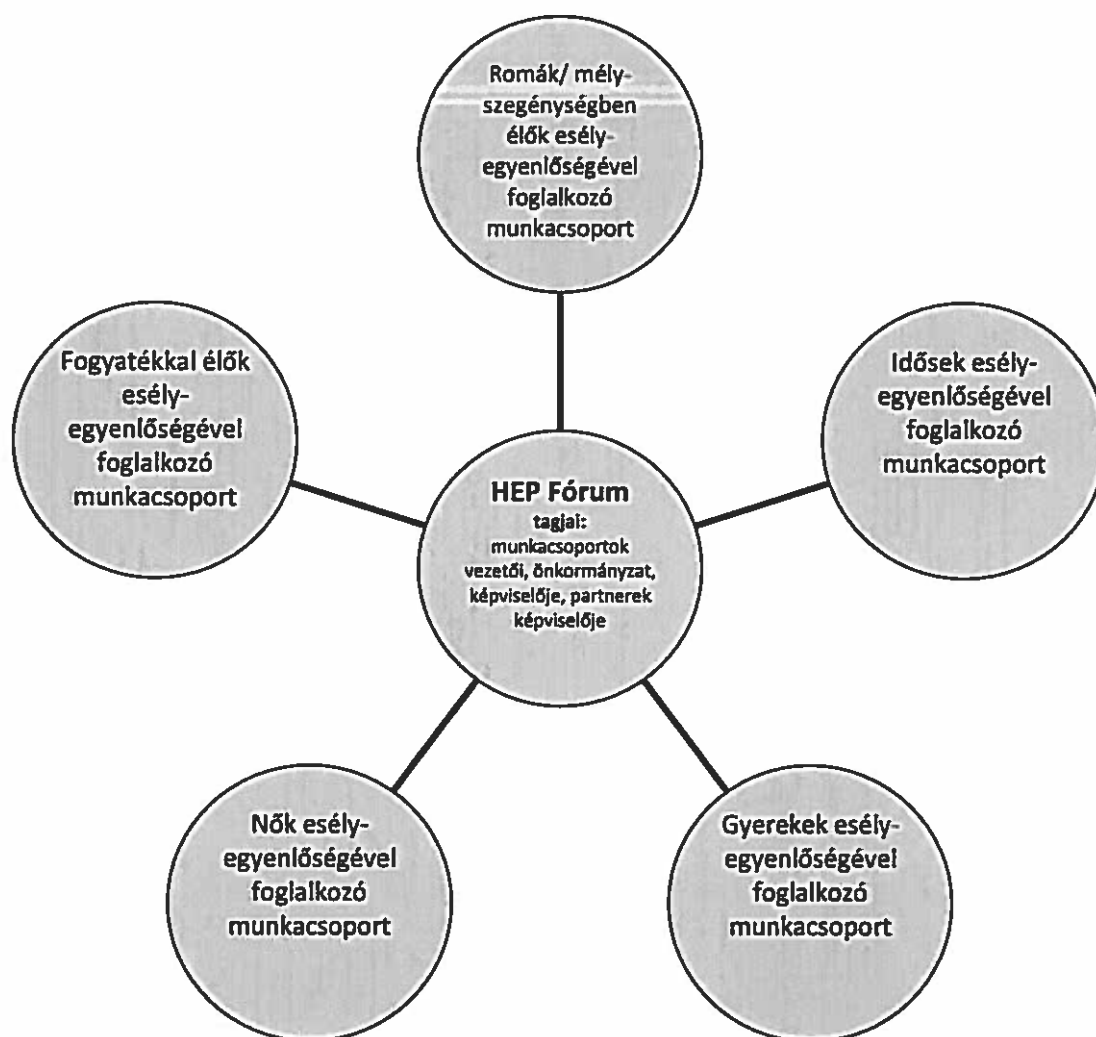 Romák/ mély-
szegénységben
élők esély-
egyenlőségével
foglalkozó
munkacsoport
Fogyatékkal élők
esély-
egyenlőségével
foglalkozó
munkacsoport
Idősek esély-
egyenlőségével
foglalkozó
munkacsoport
HEP Fórum
tagjai:
munkacsoportok
vezetői, önkormányzat,
képviselője, partnerek
képviselője
Nők esély-
egyenlőségével
foglalkozó
munkacsoport
Gyerekek esély-
egyenlőségével
foglalkozó
munkacsoport